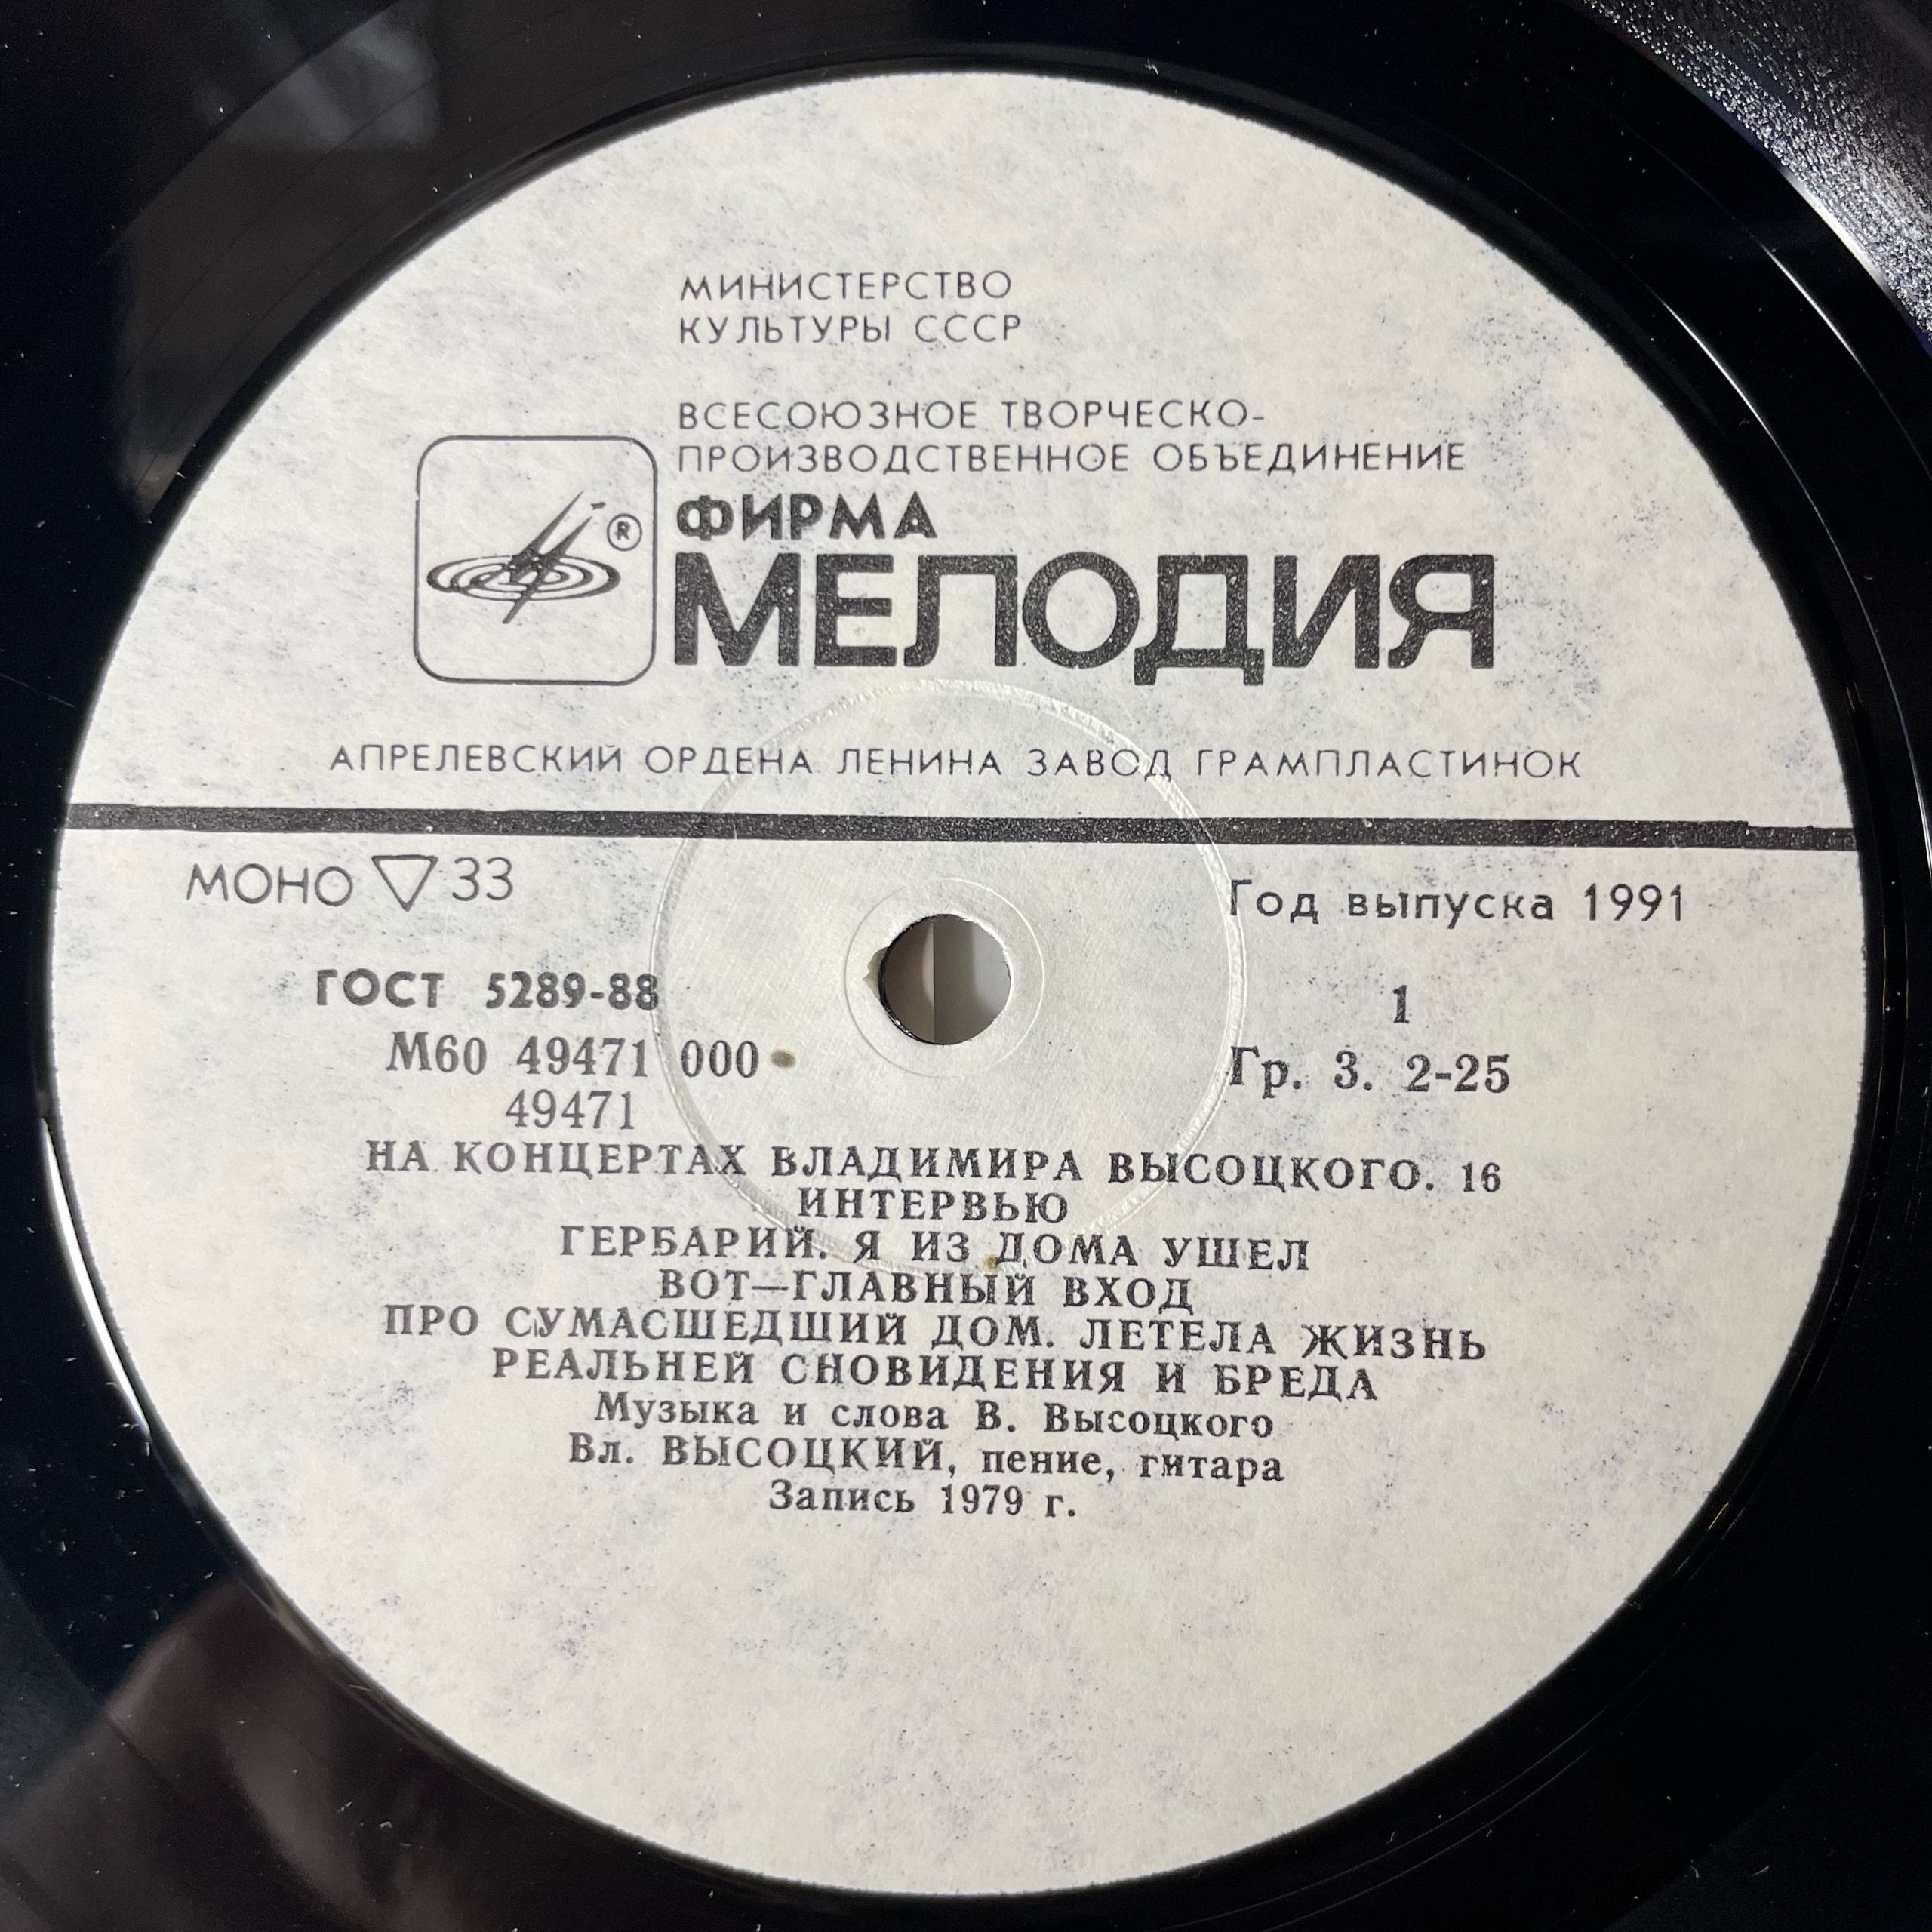 МИНИСТЕРСТВО
КУЛЬТУРЫ СССР
ВСЕСОЮЗНОЕ ТВОРЧЕСКО-
ПРОИЗВОДСТВЕННОЕ ОБЪЕДИНЕНИЕ
ФИРМА
®
МЕЛОДИЯ
АПРЕЛЕВСКИЙ ОРДЕНА ЛЕНИНА ЗАВОД ГРАМПЛАСТИНОК
МОНО ▽ 33
Год выпуска 1991
ГОСТ 5289-88
1
М60 49471 000
Гр. 3. 2-25
49471
НА КОНЦЕРТАХ ВЛАДИМИРА ВЫСОЦКОГО. 16
ИНТЕРВЬЮ
ГЕРБАРИЙ. Я ИЗ ДОМА УШЕЛ
ВОТ—ГЛАВНЫЙ ВХОД
ПРО СУМАСШЕДШИЙ ДОМ. ЛЕТЕЛА ЖИЗНЬ
РЕАЛЬНЕЙ СНОВИДЕНИЯ И БРЕДА
Музыка и слова В. Высоцкого
Вл. ВЫСОЦКИЙ, пение, гитара
Запись 1979 г.